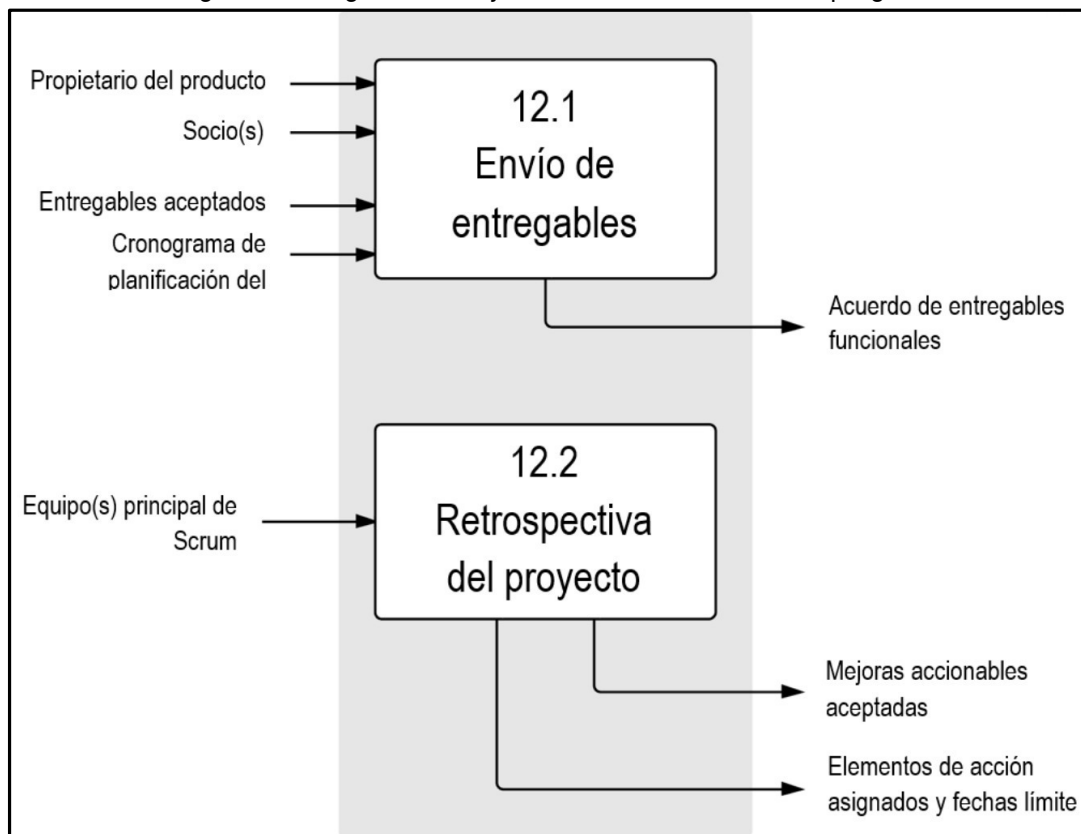 Propietario del producto
Socio(s)
Entregables aceptados
Cronograma de
planificación del
12.1
Envío de
entregables
Acuerdo de entregables
funcionales
Equipo(s) principal de
Scrum
12.2
Retrospectiva
del proyecto
Mejoras accionables
aceptadas
Elementos de acción
asignados y fechas límite